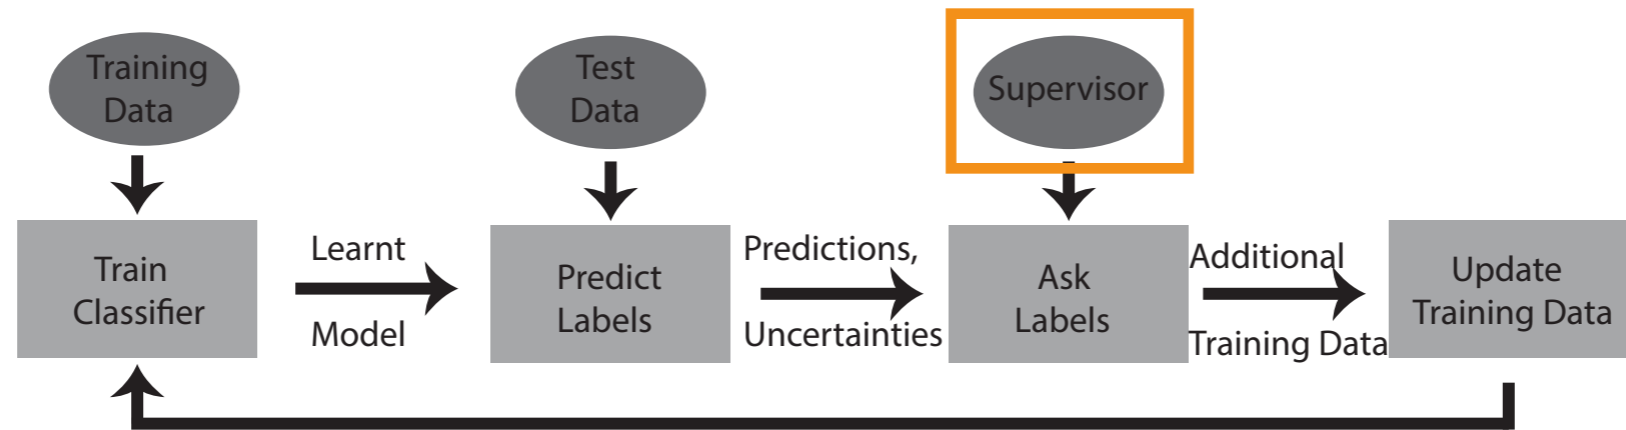 Training
Data
Test
Data
Supervisor
Train
Classifier
Learnt
Model
Predict
Labels
Predictions,
Uncertainties
Ask
Labels
Additional
Training Data
Update
Training Data